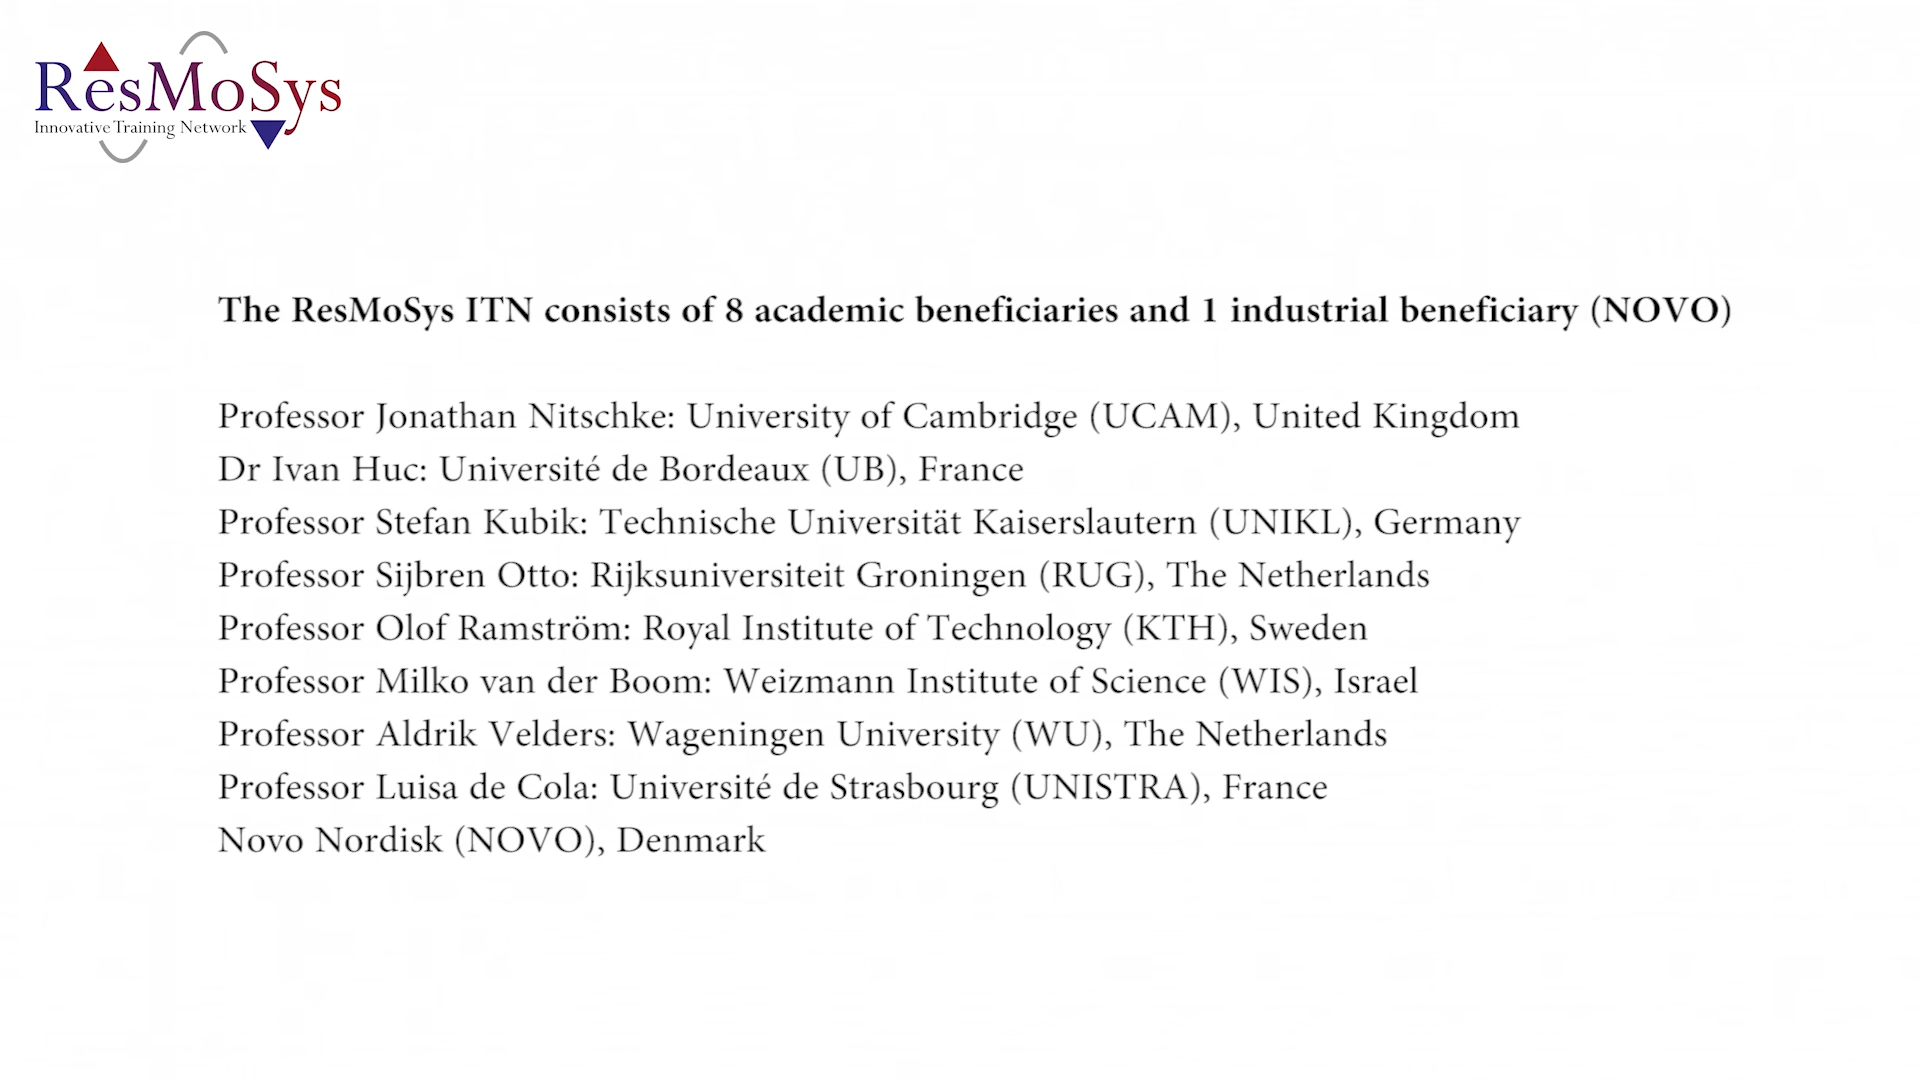 ResMoSys
Innovative Training Network
The ResMoSys ITN consists of 8 academic beneficiaries and 1 industrial beneficiary (NOVO)
Professor Jonathan Nitschke: University of Cambridge (UCAM), United Kingdom
Dr Ivan Huc: Université de Bordeaux (UB), France
Professor Stefan Kubik: Technische Universität Kaiserslautern (UNIKL), Germany
Professor Sijbren Otto: Rijksuniversiteit Groningen (RUG), The Netherlands
Professor Olof Ramström: Royal Institute of Technology (KTH), Sweden
Professor Milko van der Boom: Weizmann Institute of Science (WIS), Israel
Professor Aldrik Velders: Wageningen University (WU), The Netherlands
Professor Luisa de Cola: Université de Strasbourg (UNISTRA), France
Novo Nordisk (NOVO), Denmark